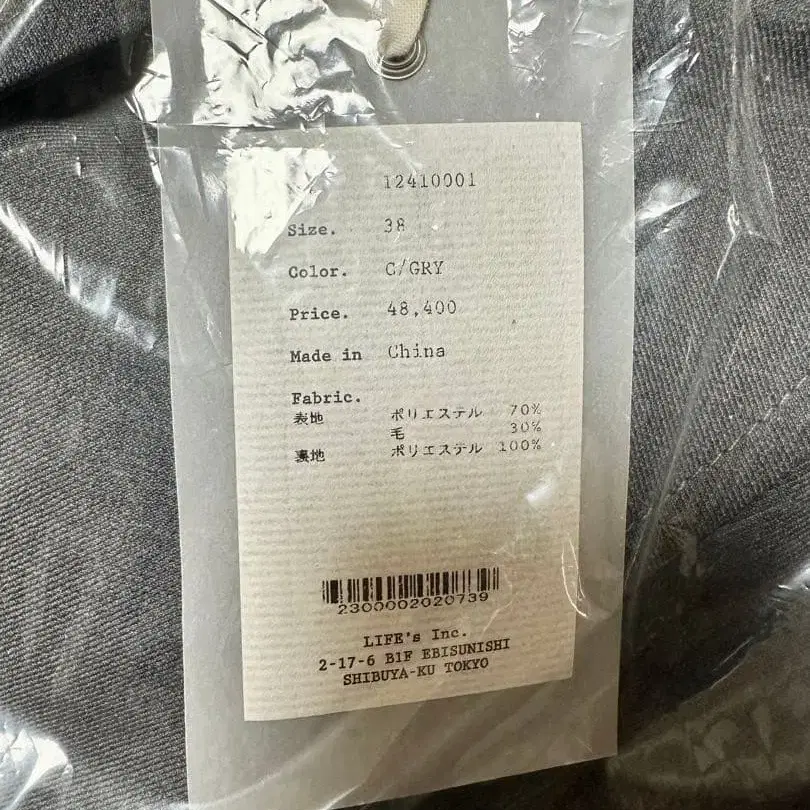 12410001
Size. 38
Color. C/GRY
Price. 48,400
Made in China
Fabric.
表地 ポリエステル 70%
毛 30%
裏地 ポリエステル 100%
2300002020739
LIFE's Inc.
2-17-6 B1F EBISUNISHI
SHIBUYA-KU TOKYO